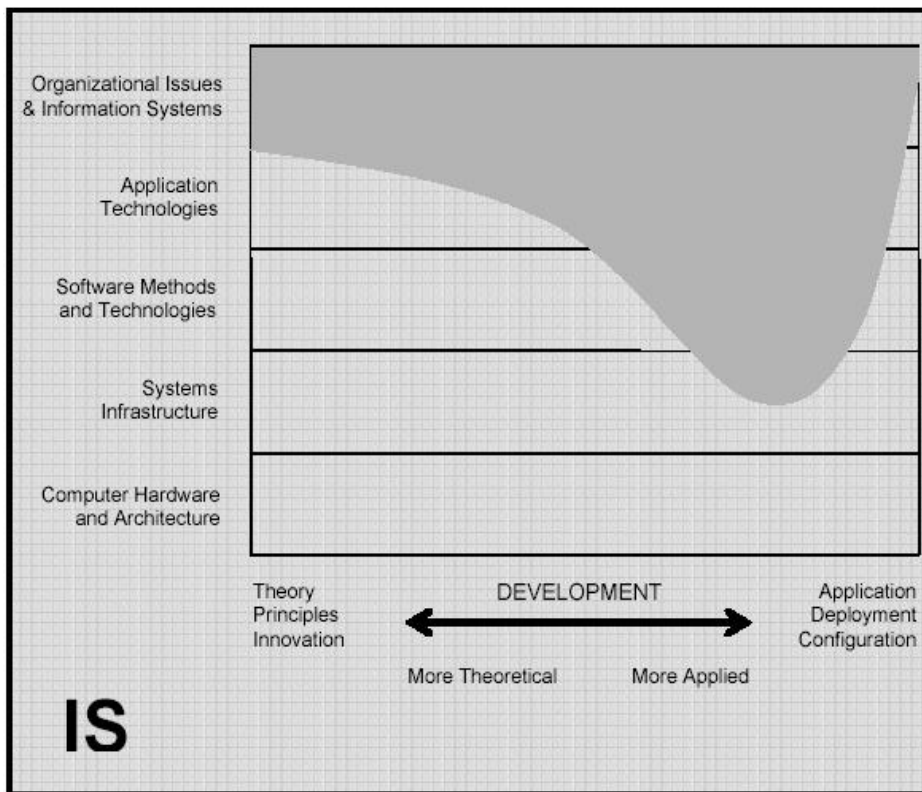 Organizational Issues
& Information Systems
Application
Technologies
Software Methods
and Technologies
Systems
Infrastructure
Computer Hardware
and Architecture
Theory
Principles
Innovation
DEVELOPMENT
Application
Deployment
Configuration
More Theoretical
More Applied
IS